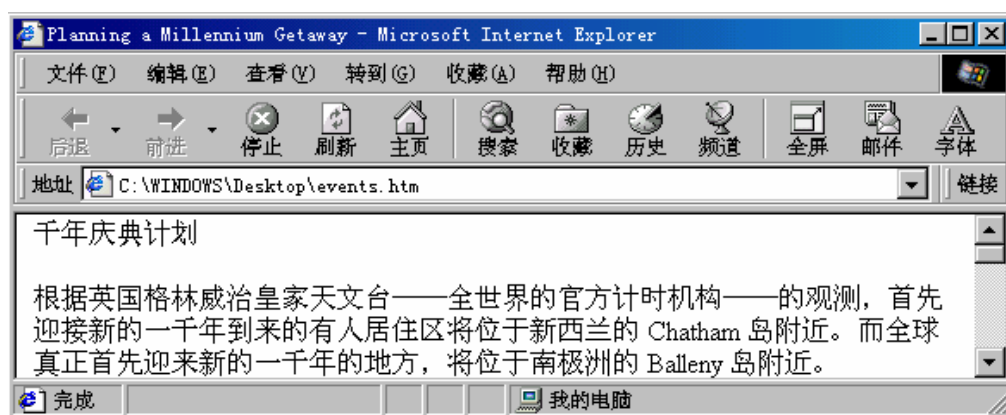 Planning a Millennium Getaway - Microsoft Internet Explorer
文件(F) 编辑(E) 查看(V) 转到(G) 收藏(A) 帮助(H)
后退 前进 停止 刷新 主页 搜索 收藏 历史 频道 全屏 邮件 字体
地址 C:\WINDOWS\Desktop\events.htm 链接
千年庆典计划
根据英国格林威治皇家天文台——全世界的官方计时机构——的观测，首先
迎接新的一千年到来的有人居住区将位于新西兰的 Chatham 岛附近。而全球
真正首先迎来新的一千年的地方，将位于南极洲的 Balleny 岛附近。
完成 我的电脑